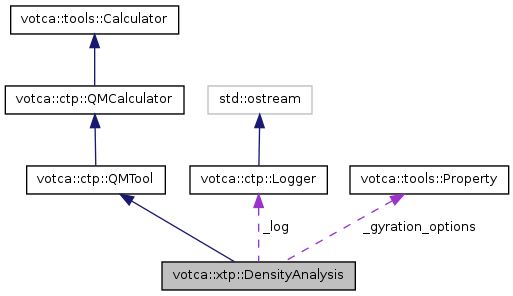 votca::tools::Calculator
votca::ctp::QMCalculator
std::ostream
votca::ctp::QMTool
votca::ctp::Logger
votca::tools::Property
_log
_gyration_options
votca::xtp::DensityAnalysis